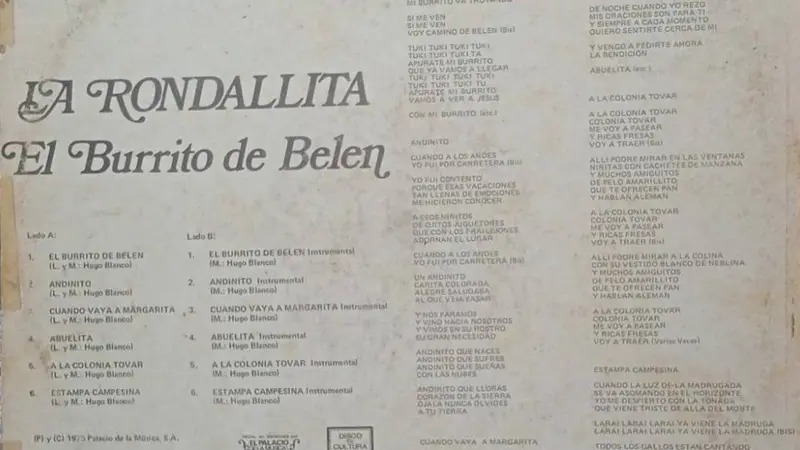 LA RONDALLITA
El Burrito de Belen
Lado A:
1. EL BURRITO DE BELEN
(L. y M.: Hugo Blanco)
2. ANDINITO
(L. y M.: Hugo Blanco)
3. CUANDO VAYA A MARGARITA
(L. y M.: Hugo Blanco)
4. ABUELITA
(L. y M.: Hugo Blanco)
5. A LA COLONIA TOVAR
(L. y M.: Hugo Blanco)
6. ESTAMPA CAMPESINA
(L. y M.: Hugo Blanco)
Lado B:
1. EL BURRITO DE BELEN Instrumental
(M.: Hugo Blanco)
2. ANDINITO Instrumental
(M.: Hugo Blanco)
3. CUANDO VAYA A MARGARITA Instrumental
(M.: Hugo Blanco)
4. ABUELITA Instrumental
(M.: Hugo Blanco)
5. A LA COLONIA TOVAR Instrumental
(M.: Hugo Blanco)
6. ESTAMPA CAMPESINA Instrumental
(M.: Hugo Blanco)
(P) y (C) 1975 Palacio de la Música, S.A.
EL PALACIO
DE LA MUSICA
DISCO
ES
CULTURA
MI BURRITO VA TROTANDO
SI ME VEN
SI ME VEN
VOY CAMINO DE BELEN (Bis)
TUKI TUKI TUKI TUKI
TUKI TUKI TUKI TA
APURATE MI BURRITO
QUE YA VAMOS A LLEGAR
TUKI TUKI TUKI TUKI
TUKI TUKI TUKI TU
APURATE MI BURRITO
VAMOS A VER A JESUS
CON MI BURRITO (etc.)
ANDINITO
CUANDO A LOS ANDES
YO FUI POR CARRETERA (Bis)
YO FUI CONTENTO
PORQUE ESAS VACACIONES
TAN LLENAS DE EMOCIONES
ME HICIERON CONOCER
A ESOS NIÑITOS
DE OJITOS JUGUETORES
QUE CON LOS FRAILEJONES
ADORNAN EL LUGAR
CUANDO A LOS ANDES
YO FUI POR CARRETERA (Bis)
UN ANDINITO
CARITA COLORADA
ALEGRE SALUDABA
AL QUE VEIA PASAR
Y NOS PARAMOS
Y VINO HACIA NOSOTROS
Y VIMOS EN SU ROSTRO
SU GRAN NECESIDAD
ANDINITO QUE NACES
ANDINITO QUE SUFRES
ANDINITO QUE SUEÑAS
CON LAS NUBES
ANDINITO QUE LLORAS
CORAZON DE LA SIERRA
OJALA NUNCA OLVIDES
A TU TIERRA
CUANDO VAYA A MARGARITA
DE NOCHE CUANDO YO REZO
MIS ORACIONES SON PARA TI
Y SIEMPRE A CADA MOMENTO
QUIERO SENTIRTE CERCA DE MI
Y VENGO A PEDIRTE AHORA
LA BENDICION
ABUELITA (etc.)
A LA COLONIA TOVAR
A LA COLONIA TOVAR
COLONIA TOVAR
ME VOY A PASEAR
Y RICAS FRESAS
VOY A TRAER (Bis)
ALLI PODRE MIRAR EN LAS VENTANAS
NIÑITAS CON CACHETES DE MANZANA
Y MUCHOS AMIGUITOS
DE PELO AMARILLITO
QUE TE OFRECEN PAN
Y HABLAN ALEMAN
A LA COLONIA TOVAR
COLONIA TOVAR
ME VOY A PASEAR
Y RICAS FRESAS
VOY A TRAER (Bis)
ALLI PODRE MIRAR A LA COLINA
CON SU VESTIDO BLANCO DE NEBLINA
Y MUCHOS AMIGUITOS
DE PELO AMARILLITO
QUE TE OFRECEN PAN
Y HABLAN ALEMAN
A LA COLONIA TOVAR
COLONIA TOVAR
ME VOY A PASEAR
Y RICAS FRESAS
VOY A TRAER (Varias Veces)
ESTAMPA CAMPESINA
CUANDO LA LUZ DE LA MADRUGADA
SE VA ASOMANDO EN EL HORIZONTE
YO ME DESPIERTO CON LA TONADA
QUE VIENE TRISTE DE ALLA DEL MONTE
LARAI LARAI LARAI YA VIENE LA MADRUGA
LARAI LARAI LARAI YA VIENE LA MADRUGA (BIS)
TODOS LOS GALLOS ESTAN CANTANDO